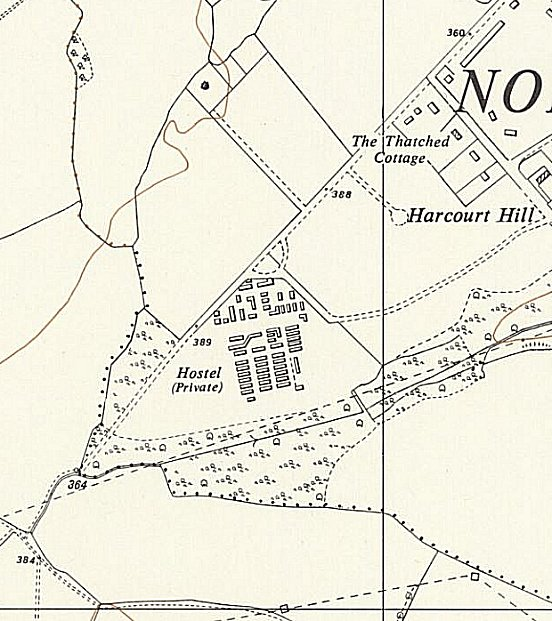 360
NO
The Thatched
Cottage
388
Harcourt Hill
389
Hostel
(Private)
364
384